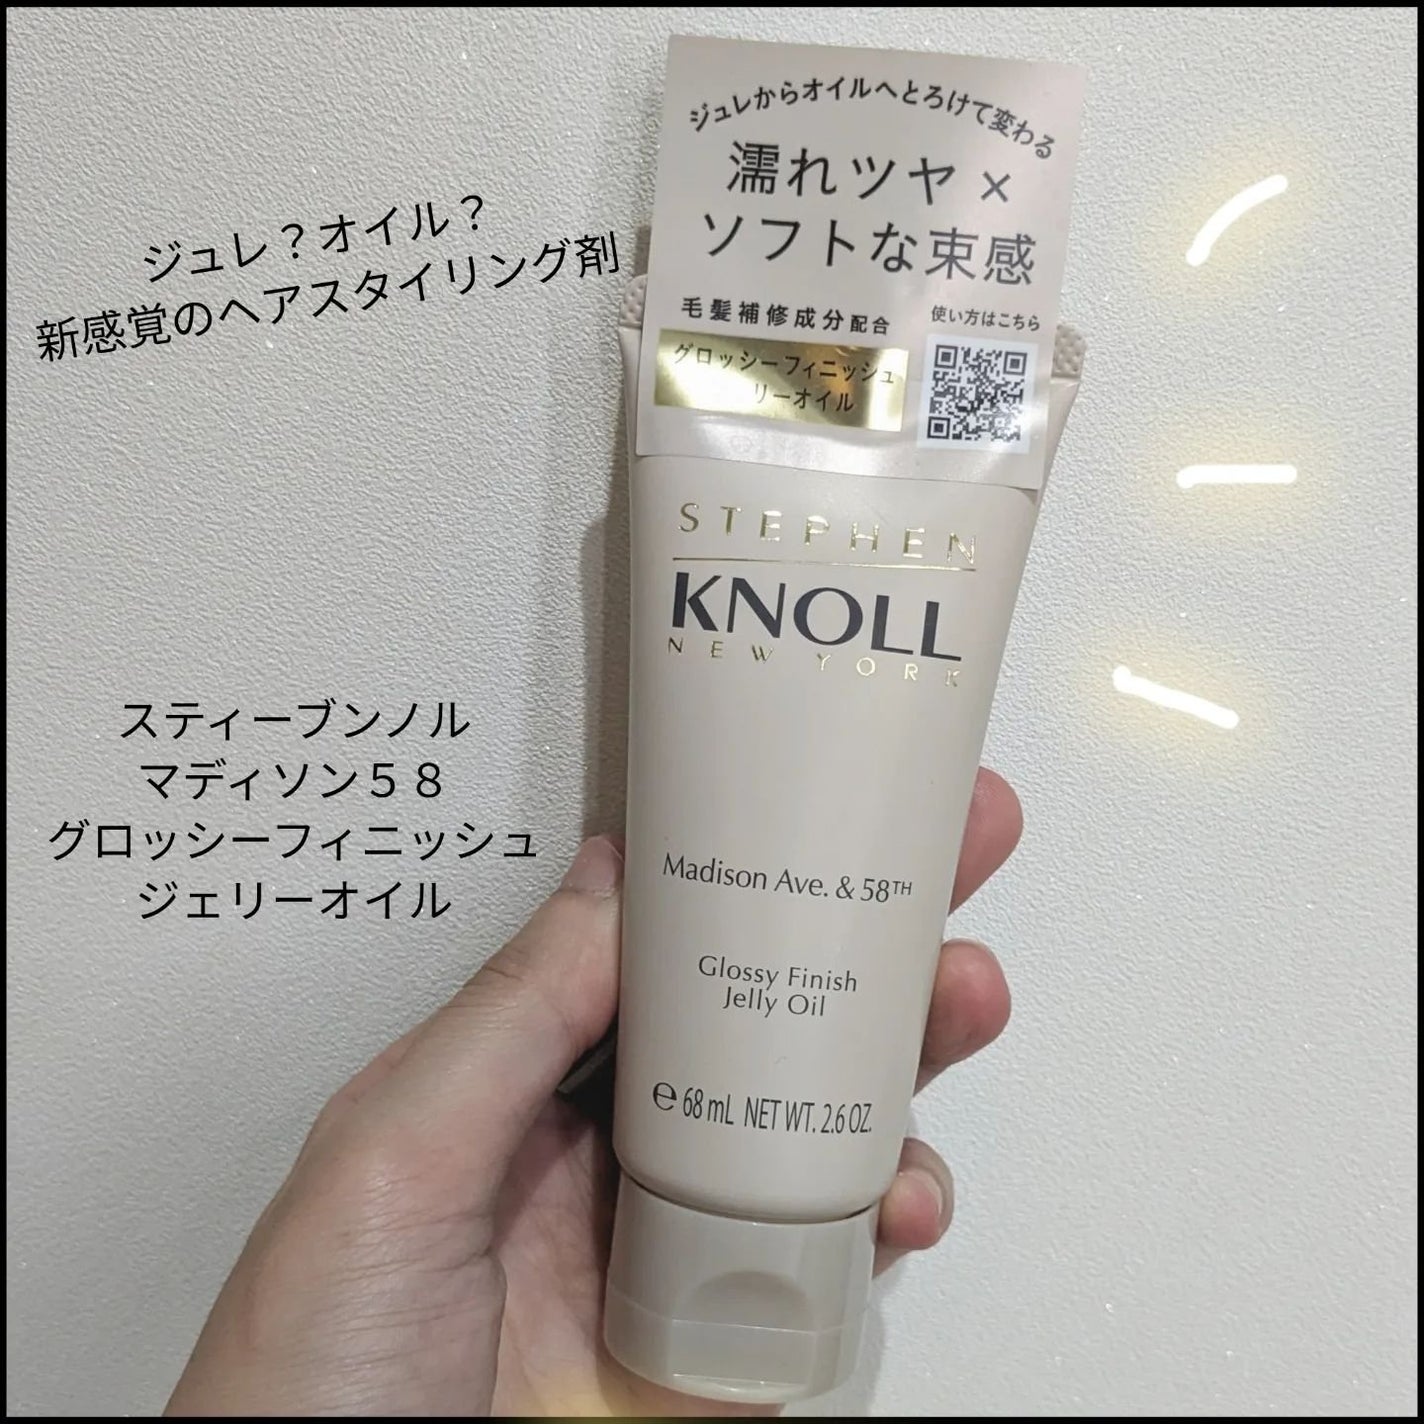 ジュレからオイルへとろけて変わる
濡れツヤ×
ソフトな束感
毛髪補修成分配合
使い方はこちら
グロッシーフィニッシュ
リーオイル
ジュレ？オイル？
新感覚のヘアスタイリング剤
STEPHEN
KNOLL
NEW YORK
スティーブンノル
マディソン５８
グロッシーフィニッシュ
ジェリーオイル
Madison Ave. & 58TH
Glossy Finish
Jelly Oil
℮ 68 mL NET WT. 2.6 OZ.